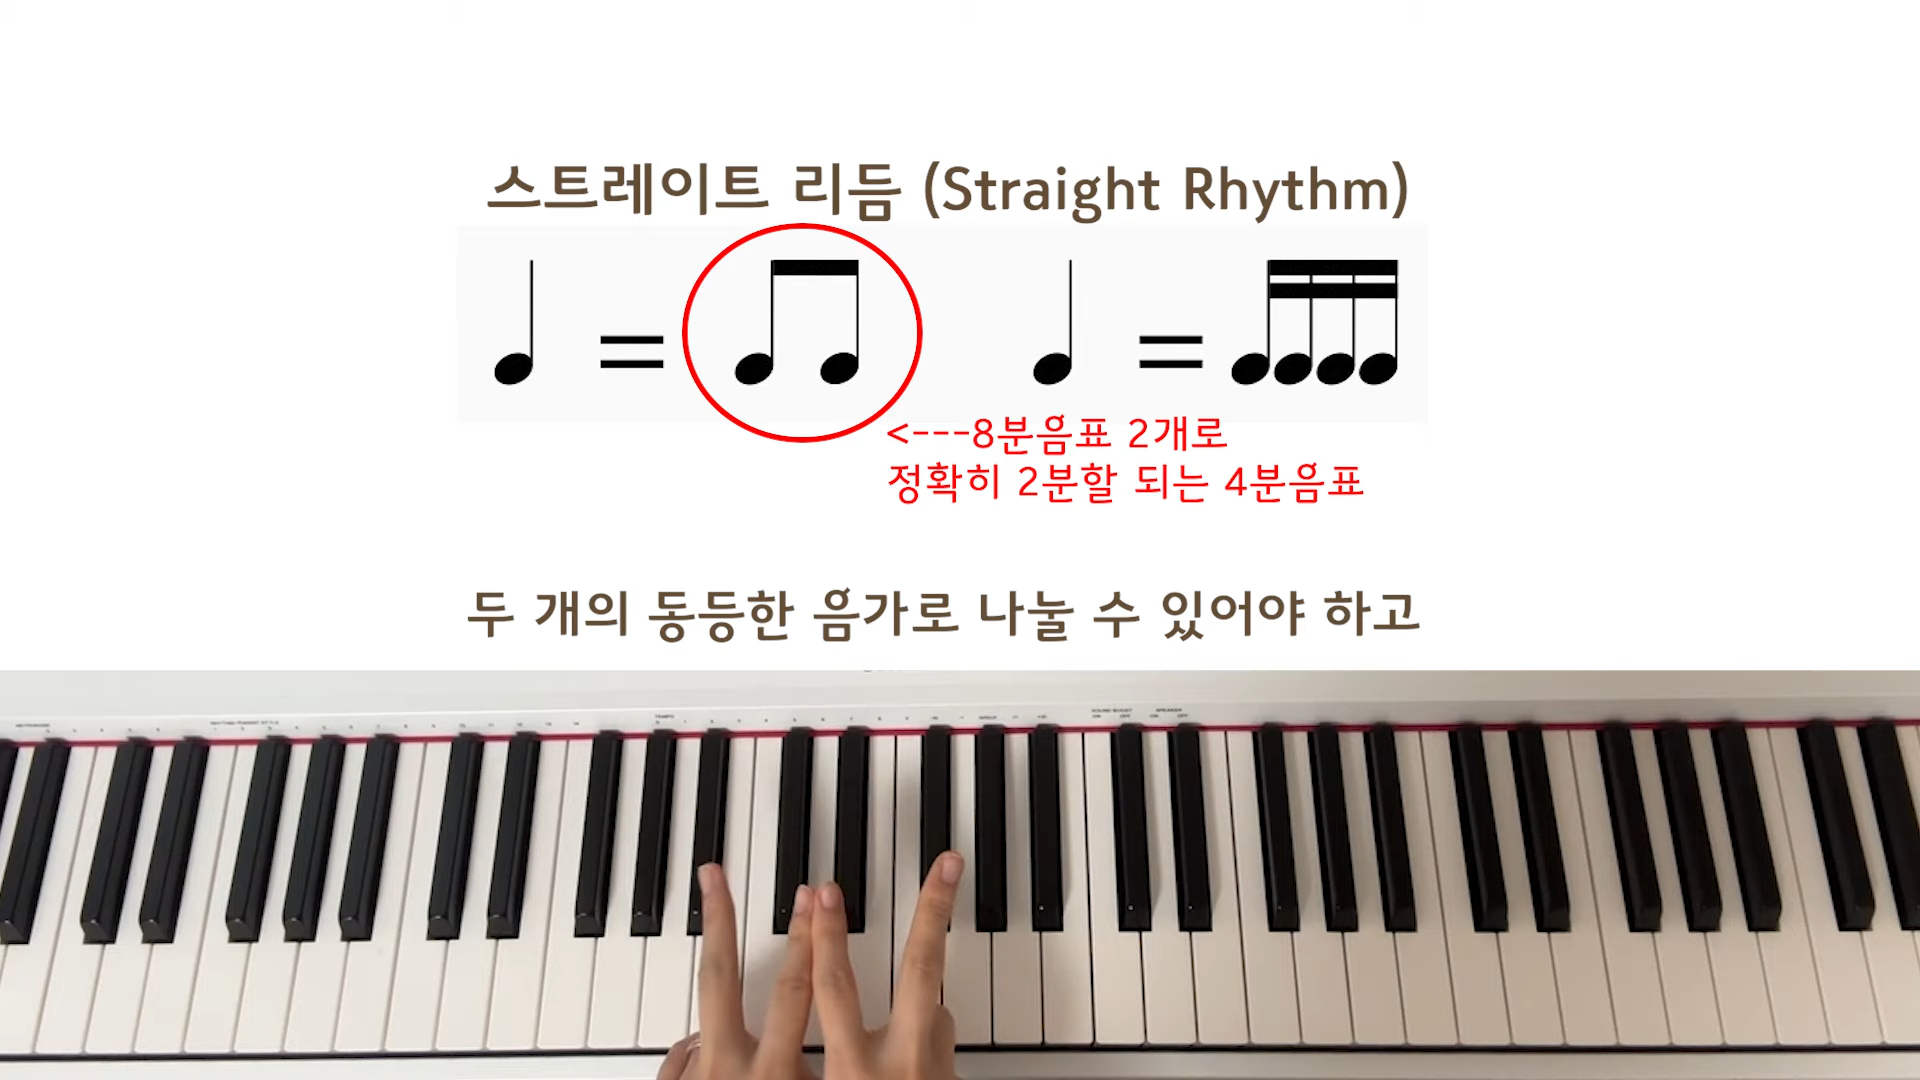 스트레이트 리듬 (Straight Rhythm)
<---8분음표 2개로
정확히 2분할 되는 4분음표
두 개의 동등한 음가로 나눌 수 있어야 하고